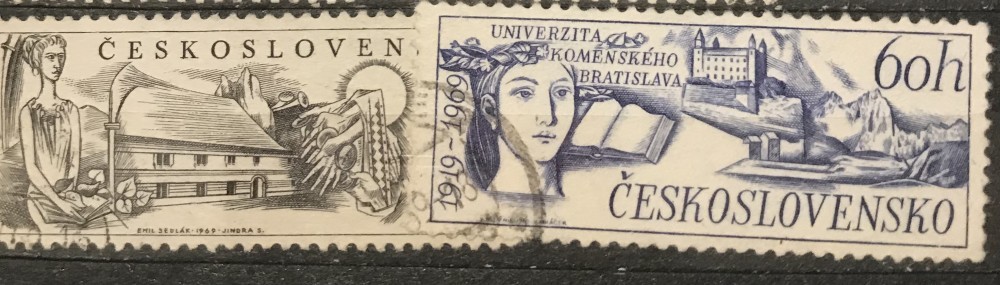 ČESKOSLOVEN
EMIL SEDLÁK·1969·JINDRA S.
UNIVERZITA
KOMENSKÉHO
BRATISLAVA
1919-1969
60h
ČESKOSLOVENSKO